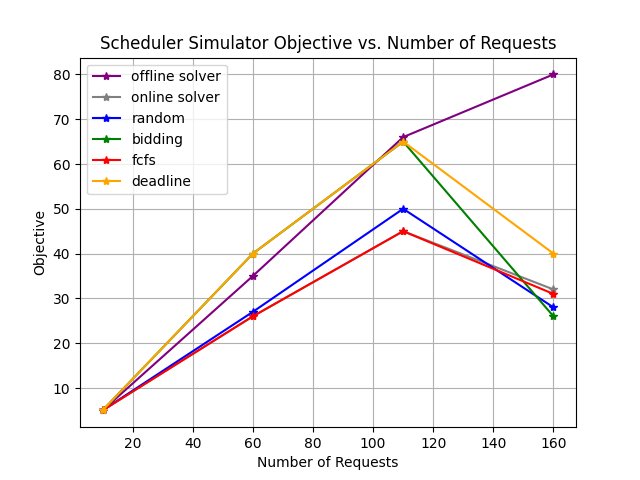 Scheduler Simulator Objective vs. Number of Requests
offline solver
online solver
random
bidding
fcfs
deadline
80
70
60
50
40
30
20
10
Objective
20 40 60 80 100 120 140 160
Number of Requests